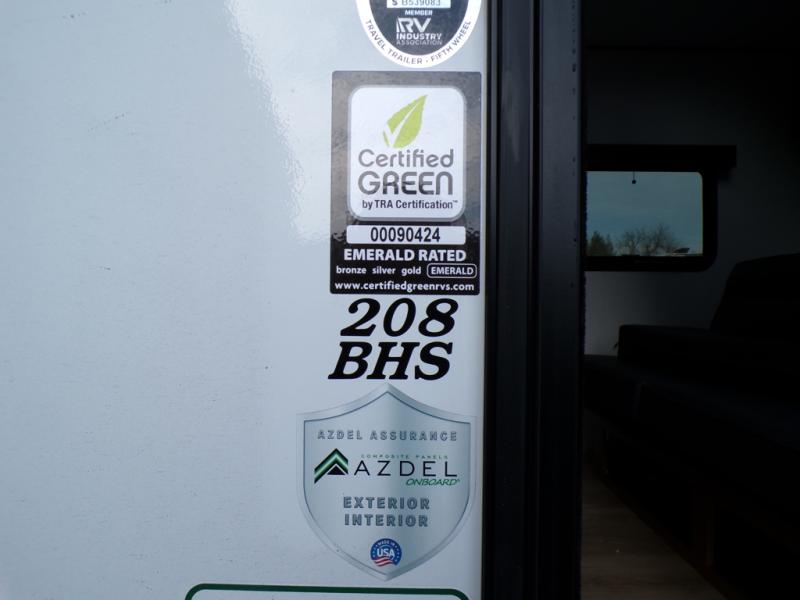 S B539083
MEMBER
RV
INDUSTRY
ASSOCIATION
TRAVEL TRAILER - FIFTH WHEEL
Certified
GREEN
by TRA Certification™
00090424
EMERALD RATED
bronze silver gold EMERALD
www.certifiedgreenrvs.com
208
BHS
AZDEL ASSURANCE
COMPOSITE PANELS
AZDEL
ONBOARD®
EXTERIOR
INTERIOR
MADE IN
USA